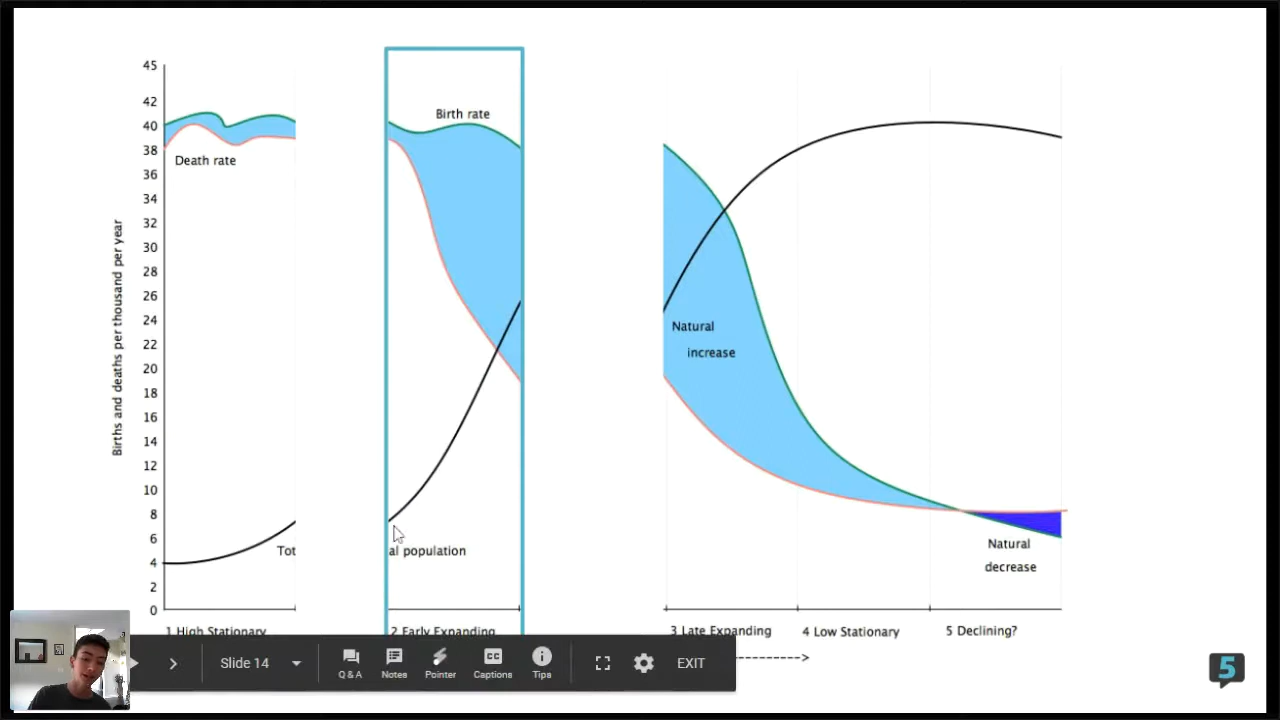 45
42
40
38
36
34
32
30
28
26
24
22
20
18
16
14
12
10
8
6
4
2
0
Births and deaths per thousand per year
Death rate
Birth rate
Natural
increase
Natural
decrease
Tot
al population
1 High Stationary
2 Early Expanding
3 Late Expanding
4 Low Stationary
5 Declining?
Slide 14
Q & A
Notes
Pointer
Captions
Tips
EXIT
CC
5